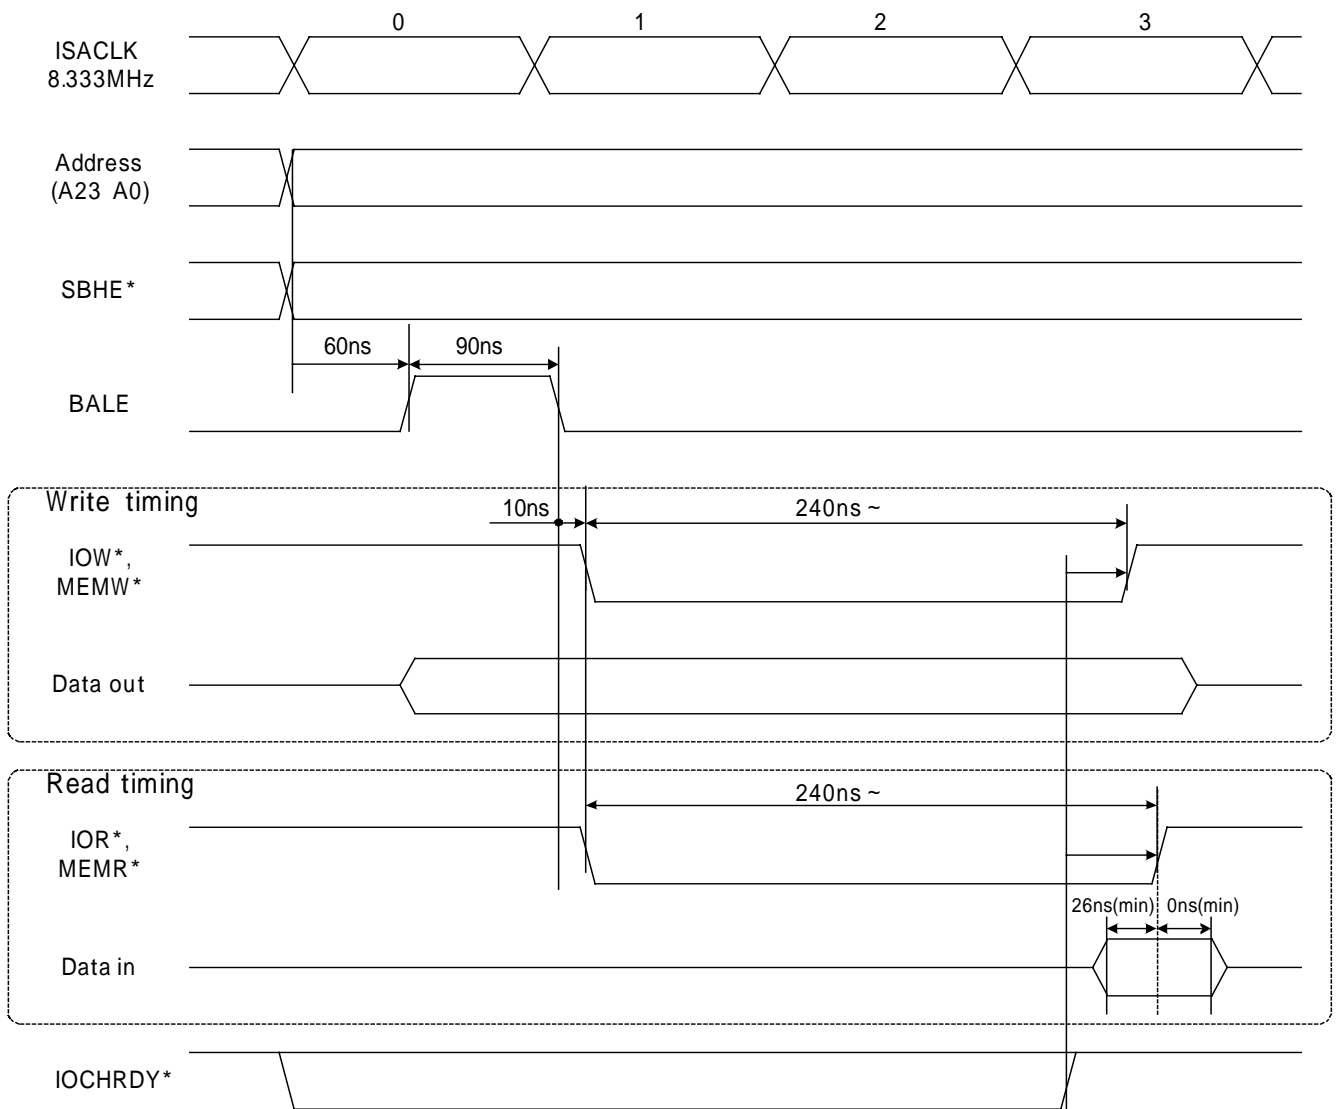 0 1 2 3
ISACLK
8.333MHz
Address
(A23 A0)
SBHE*
60ns 90ns
BALE
Write timing
10ns 240ns ~
IOW*,
MEMW*
Data out
Read timing
240ns ~
IOR*,
MEMR*
26ns(min) 0ns(min)
Data in
IOCHRDY*